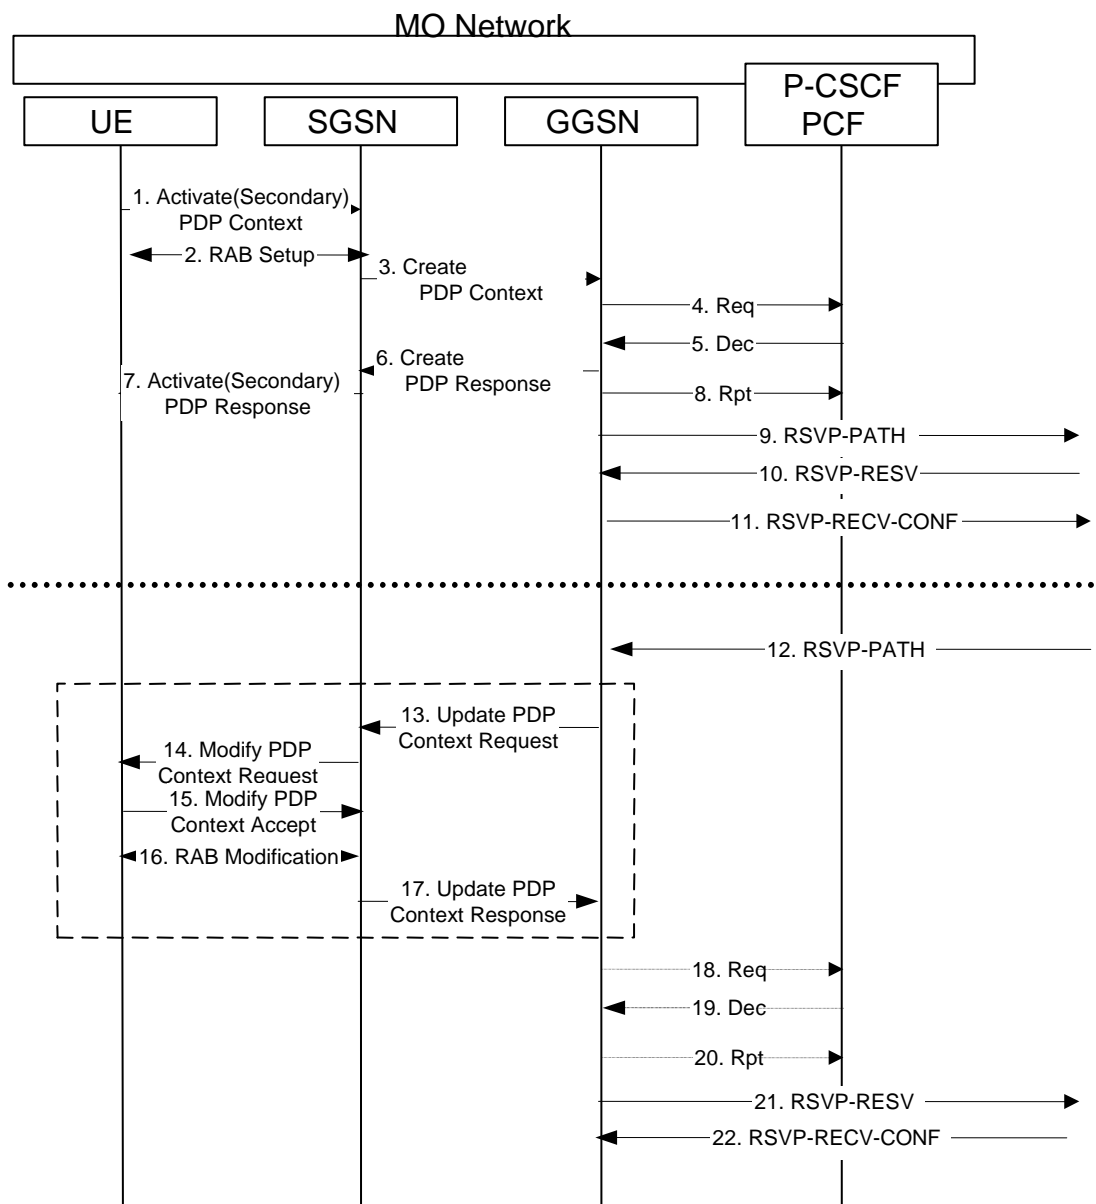 MO Network
P-CSCF
PCF
UE
SGSN
GGSN
1. Activate(Secondary)
PDP Context
2. RAB Setup
3. Create
PDP Context
4. Req
5. Dec
6. Create
PDP Response
7. Activate(Secondary)
PDP Response
8. Rpt
9. RSVP-PATH
10. RSVP-RESV
11. RSVP-RECV-CONF
12. RSVP-PATH
13. Update PDP
Context Request
14. Modify PDP
Context Request
15. Modify PDP
Context Accept
16. RAB Modification
17. Update PDP
Context Response
18. Req
19. Dec
20. Rpt
21. RSVP-RESV
22. RSVP-RECV-CONF